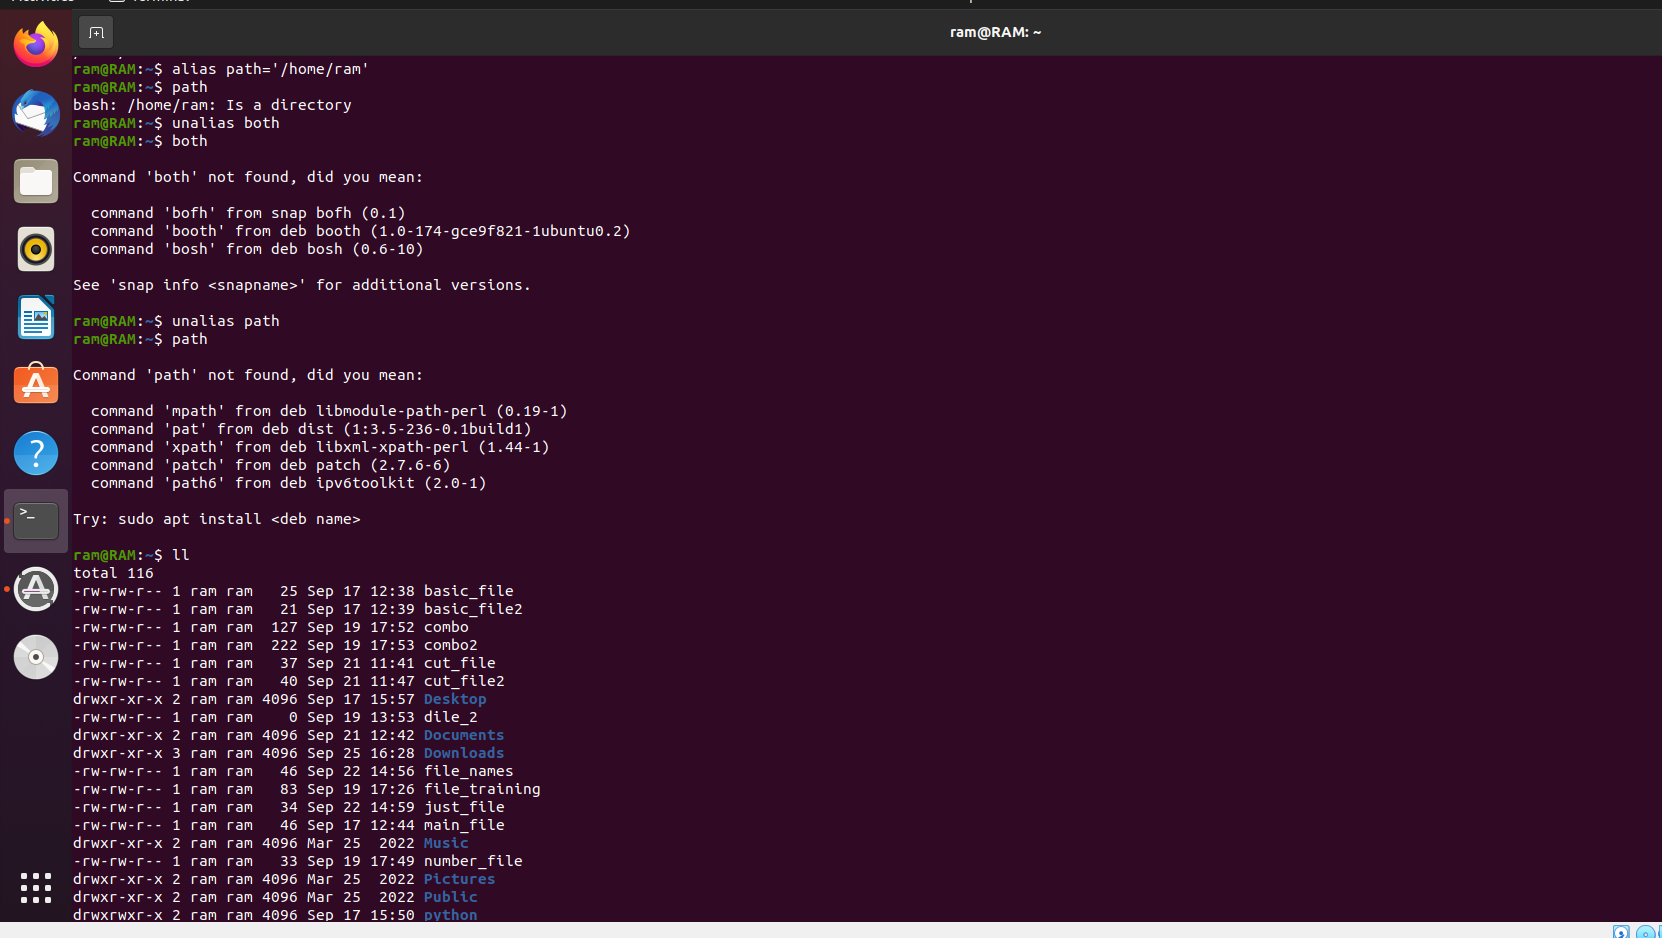 ram@RAM: ~
ram@RAM:~$ alias path='/home/ram'
ram@RAM:~$ path
bash: /home/ram: Is a directory
ram@RAM:~$ unalias both
ram@RAM:~$ both
Command 'both' not found, did you mean:
command 'bofh' from snap bofh (0.1)
command 'booth' from deb booth (1.0-174-gce9f821-1ubuntu0.2)
command 'bosh' from deb bosh (0.6-10)
See 'snap info <snapname>' for additional versions.
ram@RAM:~$ unalias path
ram@RAM:~$ path
Command 'path' not found, did you mean:
command 'mpath' from deb libmodule-path-perl (0.19-1)
command 'pat' from deb dist (1:3.5-236-0.1build1)
command 'xpath' from deb libxml-xpath-perl (1.44-1)
command 'patch' from deb patch (2.7.6-6)
command 'path6' from deb ipv6toolkit (2.0-1)
Try: sudo apt install <deb name>
ram@RAM:~$ ll
total 116
-rw-rw-r-- 1 ram ram   25 Sep 17 12:38 basic_file
-rw-rw-r-- 1 ram ram   21 Sep 17 12:39 basic_file2
-rw-rw-r-- 1 ram ram  127 Sep 19 17:52 combo
-rw-rw-r-- 1 ram ram  222 Sep 19 17:53 combo2
-rw-rw-r-- 1 ram ram   37 Sep 21 11:41 cut_file
-rw-rw-r-- 1 ram ram   40 Sep 21 11:47 cut_file2
drwxr-xr-x 2 ram ram 4096 Sep 17 15:57 Desktop
-rw-rw-r-- 1 ram ram    0 Sep 19 13:53 dile_2
drwxr-xr-x 2 ram ram 4096 Sep 21 12:42 Documents
drwxr-xr-x 3 ram ram 4096 Sep 25 16:28 Downloads
-rw-rw-r-- 1 ram ram   46 Sep 22 14:56 file_names
-rw-rw-r-- 1 ram ram   83 Sep 19 17:26 file_training
-rw-rw-r-- 1 ram ram   34 Sep 22 14:59 just_file
-rw-rw-r-- 1 ram ram   46 Sep 17 12:44 main_file
drwxr-xr-x 2 ram ram 4096 Mar 25  2022 Music
-rw-rw-r-- 1 ram ram   33 Sep 19 17:49 number_file
drwxr-xr-x 2 ram ram 4096 Mar 25  2022 Pictures
drwxr-xr-x 2 ram ram 4096 Mar 25  2022 Public
drwxrwxr-x 2 ram ram 4096 Sep 17 15:50 python